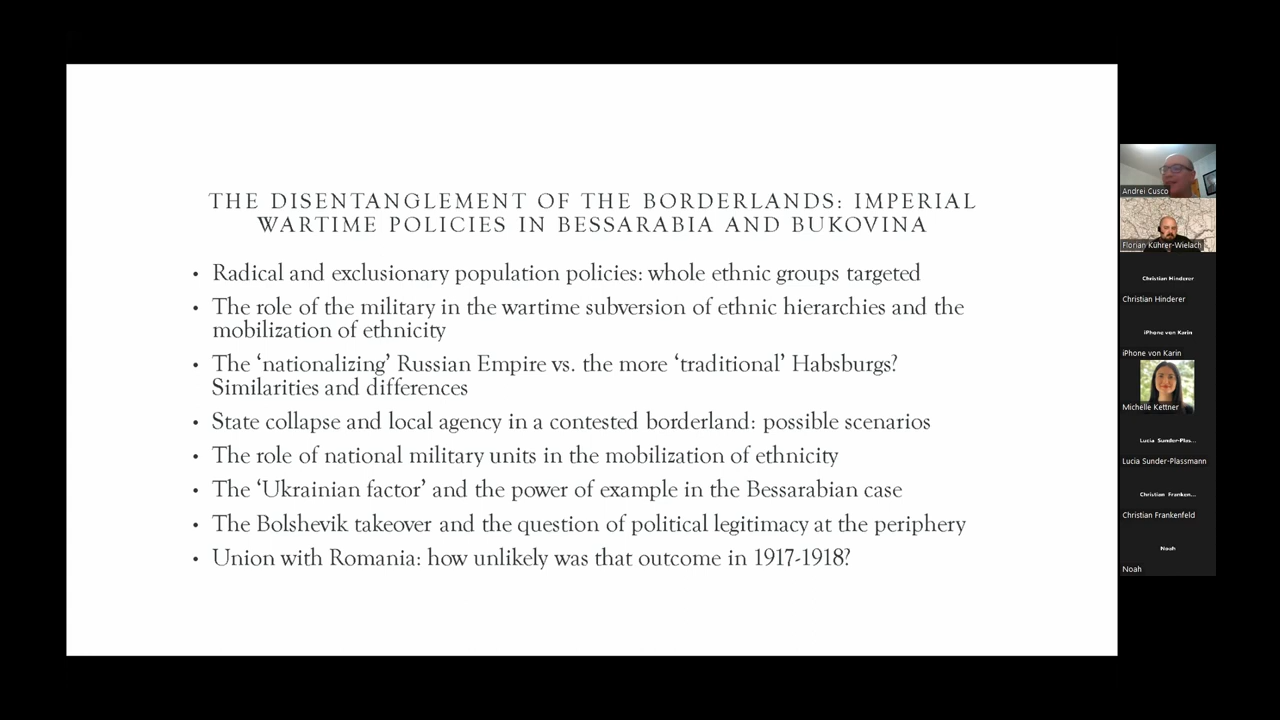 THE DISENTANGLEMENT OF THE BORDERLANDS: IMPERIAL
WARTIME POLICIES IN BESSARABIA AND BUKOVINA
• Radical and exclusionary population policies: whole ethnic groups targeted
• The role of the military in the wartime subversion of ethnic hierarchies and the
mobilization of ethnicity
• The ‘nationalizing’ Russian Empire vs. the more ‘traditional’ Habsburgs?
Similarities and differences
• State collapse and local agency in a contested borderland: possible scenarios
• The role of national military units in the mobilization of ethnicity
• The ‘Ukrainian factor’ and the power of example in the Bessarabian case
• The Bolshevik takeover and the question of political legitimacy at the periphery
• Union with Romania: how unlikely was that outcome in 1917-1918?
Andrei Cusco
Florian Kührer-Wielach
Christian Hinderer
Christian Hinderer
iPhone von Karin
iPhone von Karin
Michelle Kettner
Lucia Sunder-Plas...
Lucia Sunder-Plassmann
Christian Franken...
Christian Frankenfeld
Noah
Noah